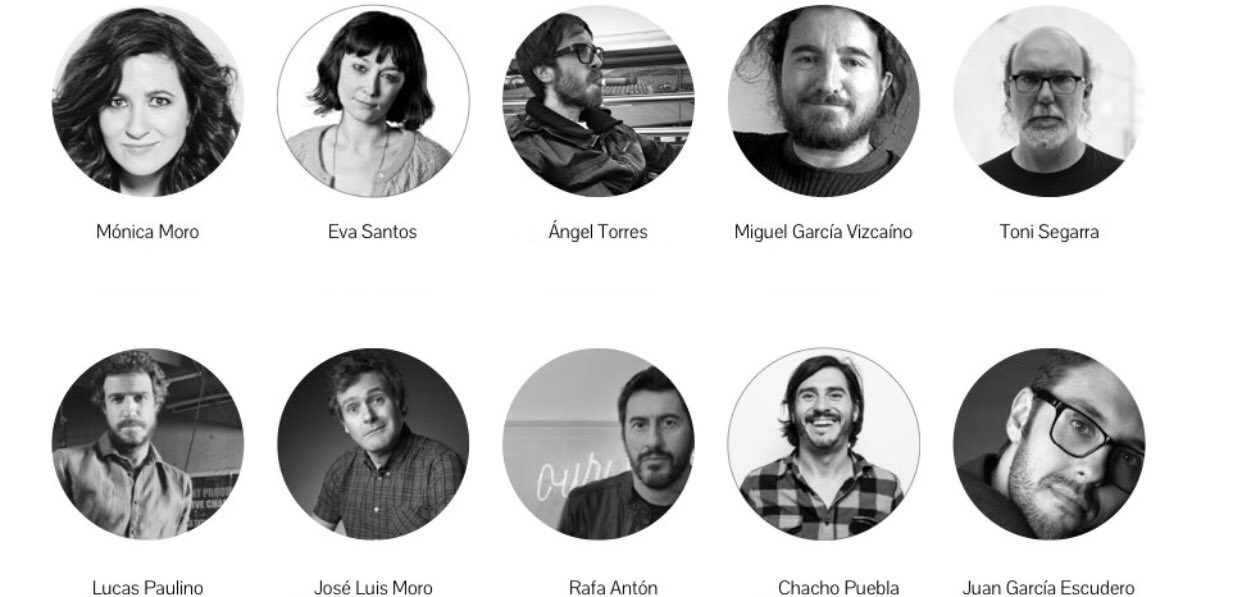 Mónica Moro
Eva Santos
Ángel Torres
Miguel García Vizcaíno
Toni Segarra
our
Lucas Paulino
José Luis Moro
Rafa Antón
Chacho Puebla
Juan García Escudero